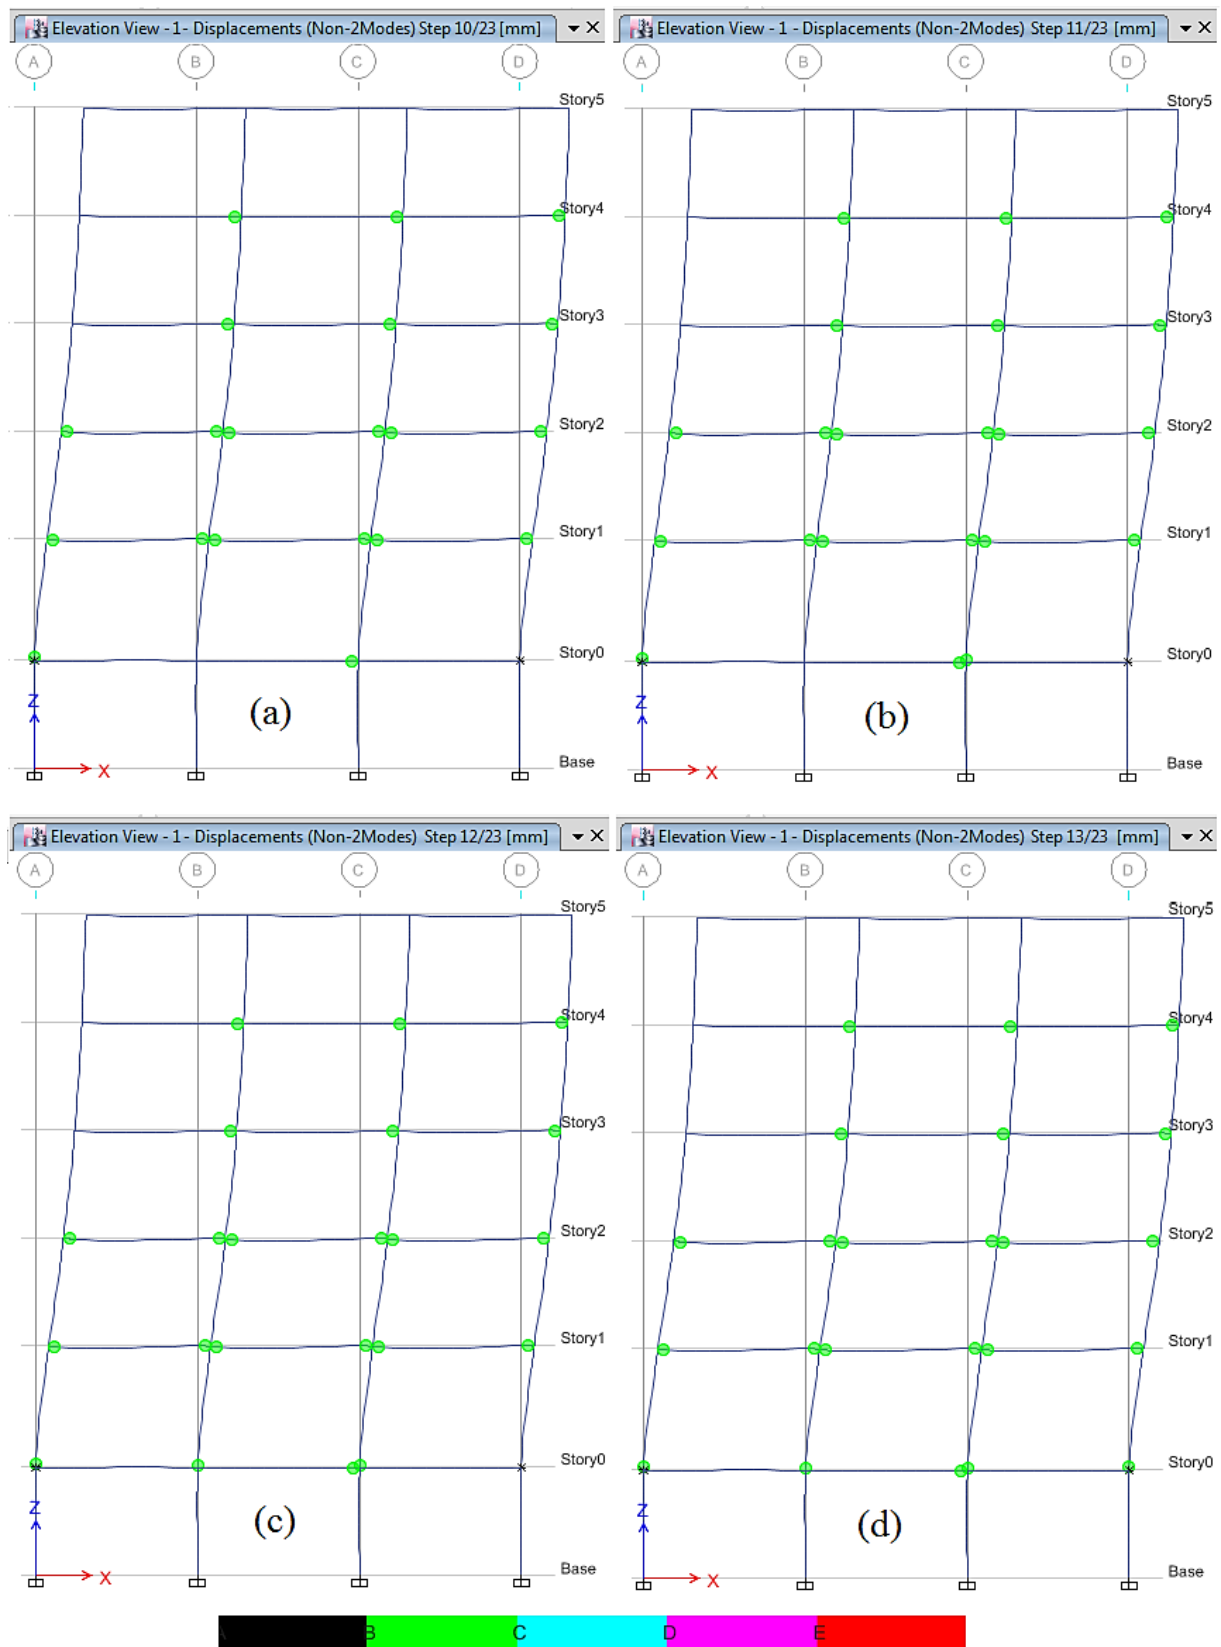 Elevation View - 1 - Displacements (Non-2Modes) Step 10/23 [mm]
A B C D
Story5
Story4
Story3
Story2
Story1
Story0
Z
(a)
Base
X
Elevation View - 1 - Displacements (Non-2Modes) Step 11/23 [mm]
A B C D
Story5
Story4
Story3
Story2
Story1
Story0
Z
(b)
Base
X
Elevation View - 1 - Displacements (Non-2Modes) Step 12/23 [mm]
A B C D
Story5
Story4
Story3
Story2
Story1
Story0
Z
(c)
Base
X
Elevation View - 1 - Displacements (Non-2Modes) Step 13/23 [mm]
A B C D
Story5
Story4
Story3
Story2
Story1
Story0
Z
(d)
Base
X
B C D E